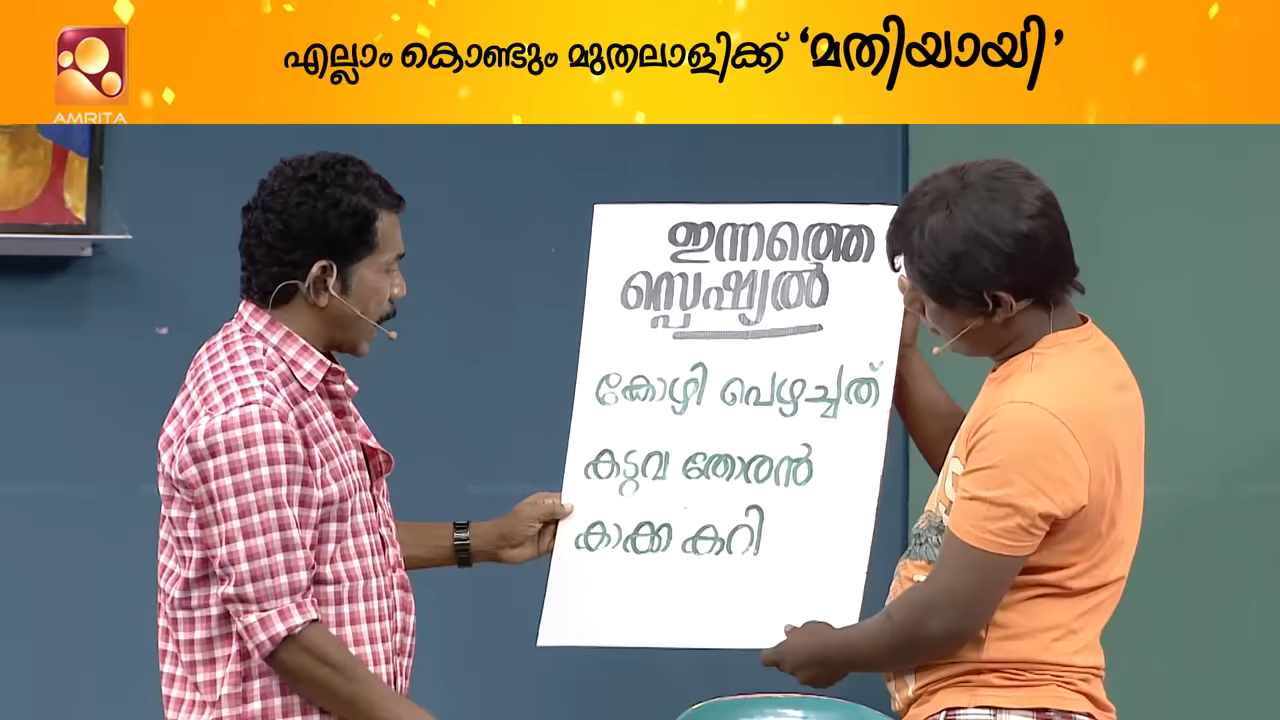 എല്ലാം കൊണ്ടും മുതലാളിക്ക് ‘മതിയായി’
AMRITA
ഇന്നത്തെ
സ്പെഷ്യൽ
കോഴി പെഴച്ചത്
കടുവ തോരൻ
കാക്ക കറി